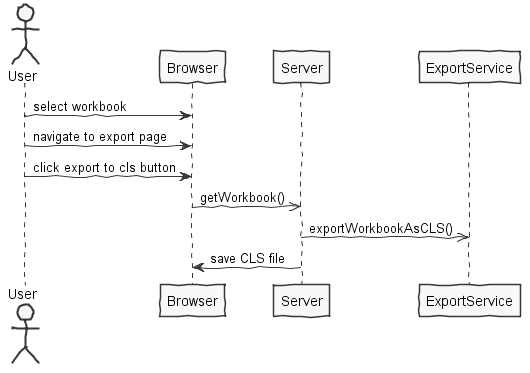 User
Browser
Server
ExportService
select workbook
navigate to export page
click export to cls button
getWorkbook()
exportWorkbookAsCLS()
save CLS file
User
Browser
Server
ExportService